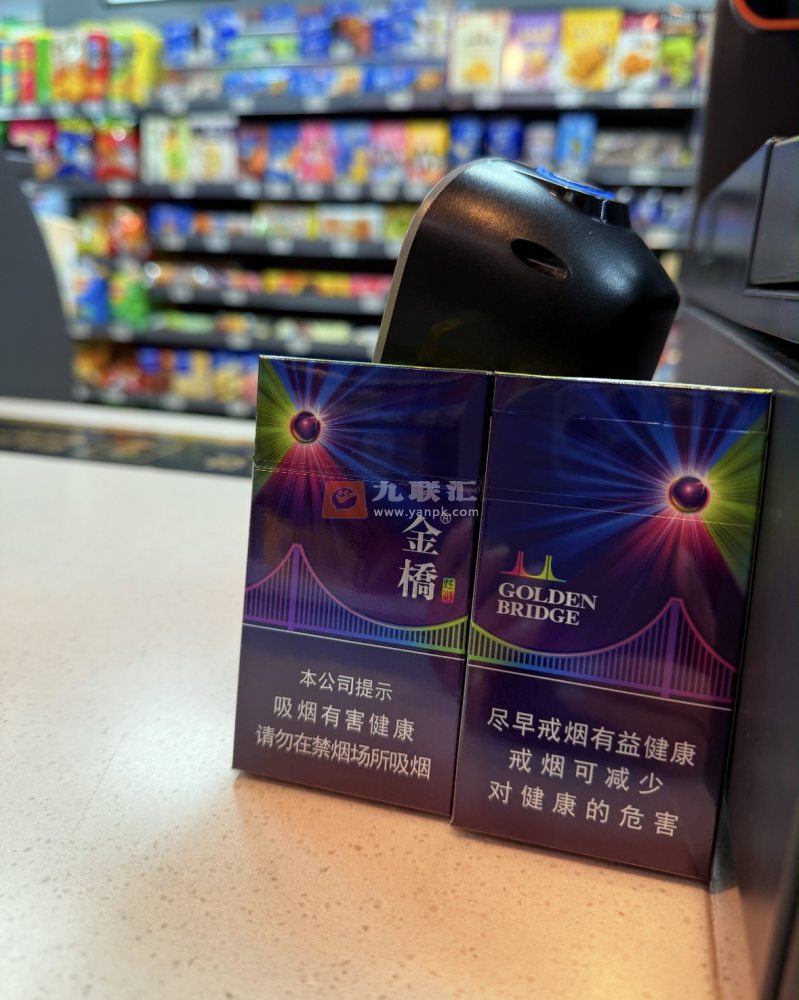 九联汇
www.yanpk.com
金橋®
炫彩
本公司提示
吸烟有害健康
请勿在禁烟场所吸烟
GOLDEN
BRIDGE
尽早戒烟有益健康
戒烟可减少
对健康的危害